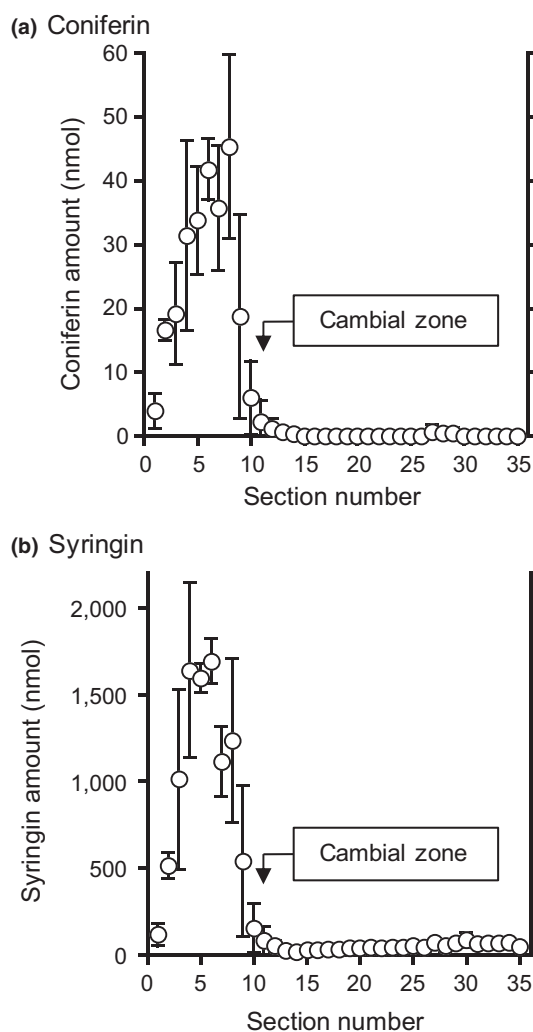 (a) Coniferin
60
50
40
30
20
10
0
Coniferin amount (nmol)
Cambial zone
0 5 10 15 20 25 30 35
Section number
(b) Syringin
2,000
1,500
1,000
500
0
Syringin amount (nmol)
Cambial zone
0 5 10 15 20 25 30 35
Section number